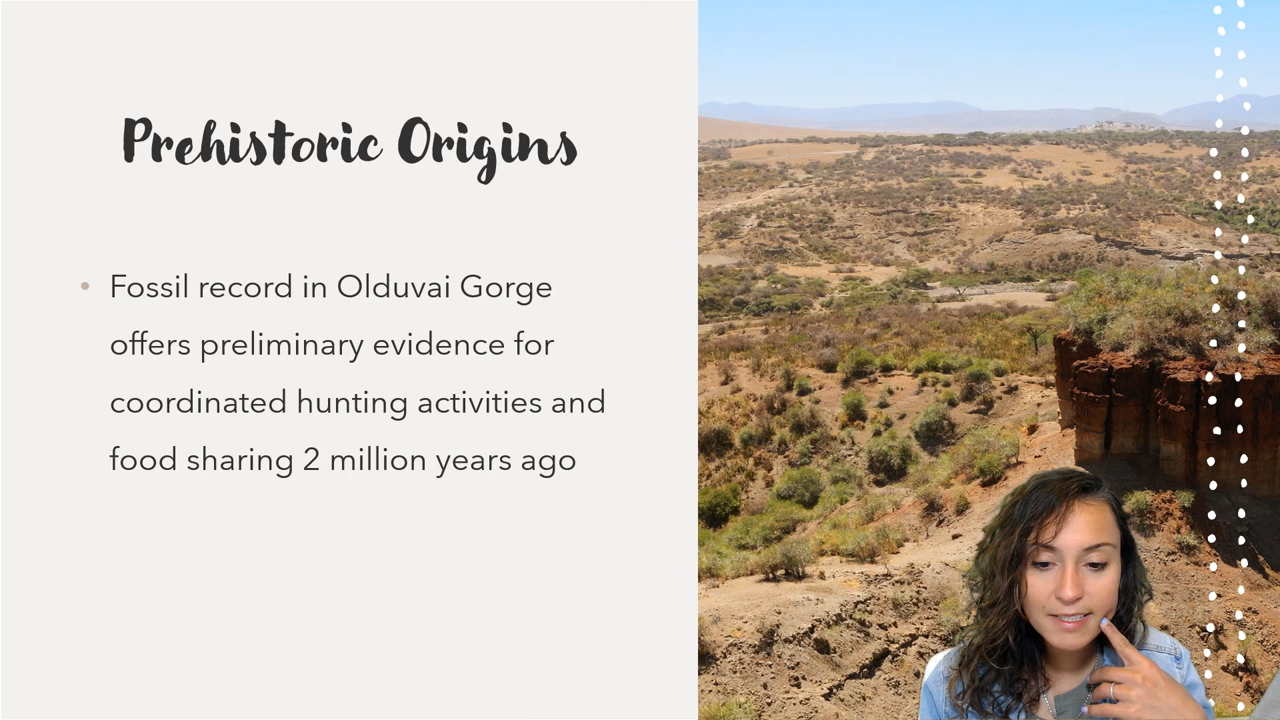 Prehistoric Origins
• Fossil record in Olduvai Gorge
offers preliminary evidence for
coordinated hunting activities and
food sharing 2 million years ago